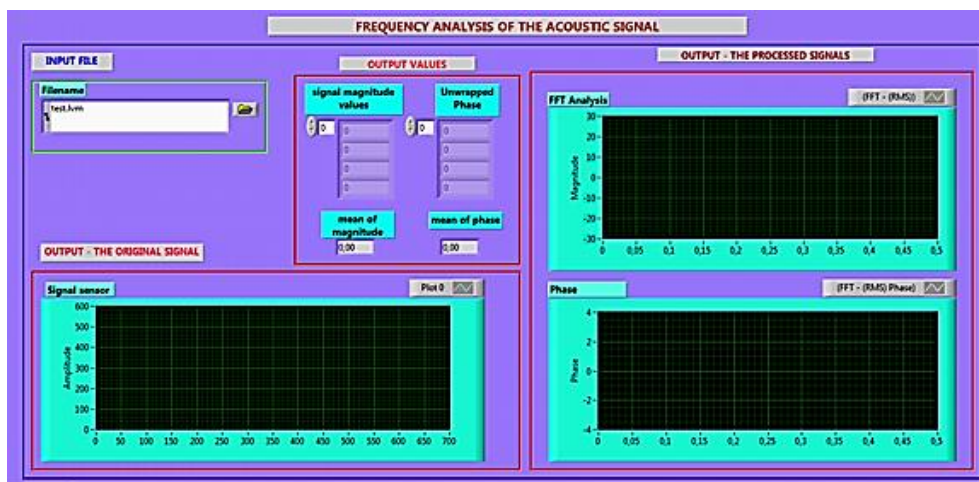 FREQUENCY ANALYSIS OF THE ACOUSTIC SIGNAL
INPUT FILE
Filename
test.lvm
OUTPUT VALUES
signal magnitude
values
Unwrapped
Phase
0
0
0
0
0
0
0
0
0
0
mean of
magnitude
mean of phase
0,00
0,00
OUTPUT - THE ORIGINAL SIGNAL
Signal sensor
Plot 0
600
500
400
300
200
100
0
Amplitude
0 50 100 150 200 250 300 350 400 450 500 550 600 650 700
OUTPUT - THE PROCESSED SIGNALS
FFT Analysis
(FFT - (RMS))
30
20
10
0
-10
-20
-30
Magnitude
0 0,05 0,1 0,15 0,2 0,25 0,3 0,35 0,4 0,45 0,5
Phase
(FFT - (RMS) Phase)
4
2
0
-2
-4
Phase
0 0,05 0,1 0,15 0,2 0,25 0,3 0,35 0,4 0,45 0,5